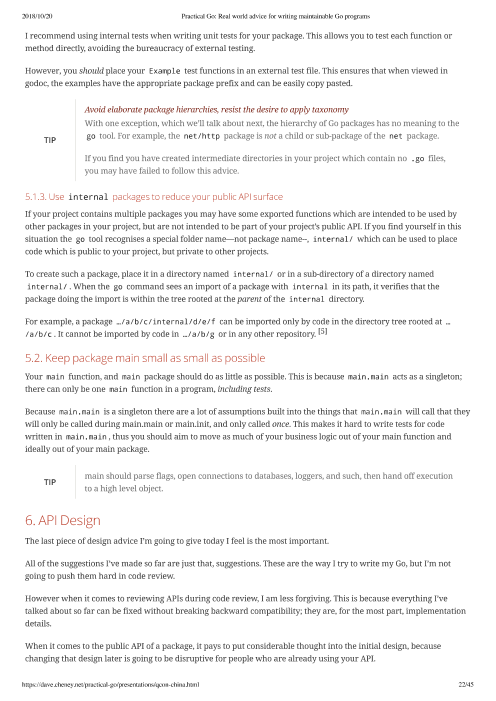 2018/10/20 Practical Go: Real world advice for writing maintainable Go programs
I recommend using internal tests when writing unit tests for your package. This allows you to test each function or
method directly, avoiding the bureaucracy of external testing.
However, you should place your Example test functions in an external test file. This ensures that when viewed in
godoc, the examples have the appropriate package prefix and can be easily copy pasted.
TIP
Avoid elaborate package hierarchies, resist the desire to apply taxonomy
With one exception, which we'll talk about next, the hierarchy of Go packages has no meaning to the
go tool. For example, the net/http package is not a child or sub-package of the net package.
If you find you have created intermediate directories in your project which contain no .go files,
you may have failed to follow this advice.
5.1.3. Use internal packages to reduce your public API surface
If your project contains multiple packages you may have some exported functions which are intended to be used by
other packages in your project, but are not intended to be part of your project's public API. If you find yourself in this
situation the go tool recognises a special folder name—not package name--, internal/ which can be used to place
code which is public to your project, but private to other projects.
To create such a package, place it in a directory named internal/ or in a sub-directory of a directory named
internal/ . When the go command sees an import of a package with internal in its path, it verifies that the
package doing the import is within the tree rooted at the parent of the internal directory.
For example, a package …/a/b/c/internal/d/e/f can be imported only by code in the directory tree rooted at …
/a/b/c . It cannot be imported by code in …/a/b/g or in any other repository. [5]
5.2. Keep package main small as small as possible
Your main function, and main package should do as little as possible. This is because main.main acts as a singleton;
there can only be one main function in a program, including tests.
Because main.main is a singleton there are a lot of assumptions built into the things that main.main will call that they
will only be called during main.main or main.init, and only called once. This makes it hard to write tests for code
written in main.main , thus you should aim to move as much of your business logic out of your main function and
ideally out of your main package.
TIP
main should parse flags, open connections to databases, loggers, and such, then hand off execution
to a high level object.
6. API Design
The last piece of design advice I'm going to give today I feel is the most important.
All of the suggestions I've made so far are just that, suggestions. These are the way I try to write my Go, but I'm not
going to push them hard in code review.
However when it comes to reviewing APIs during code review, I am less forgiving. This is because everything I've
talked about so far can be fixed without breaking backward compatibility; they are, for the most part, implementation
details.
When it comes to the public API of a package, it pays to put considerable thought into the initial design, because
changing that design later is going to be disruptive for people who are already using your API.
https://dave.cheney.net/practical-go/presentations/qcon-china.html 22/45